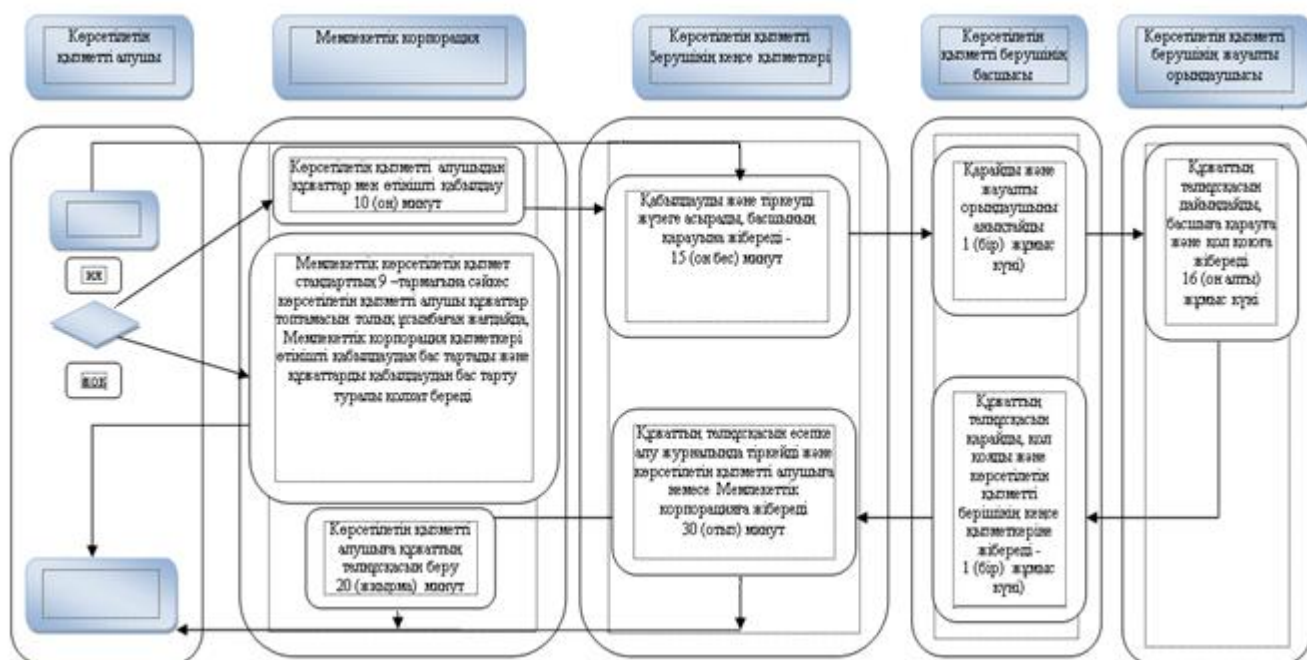 Көрсетілетін
қызметті алушы
Мемлекеттік корпорация
Көрсетілетін қызметті
берушінің кеңсе қызметкері
Көрсетілетін
қызметті берушінің
басшысы
Көрсетілетін қызметті
берушінің жауапты
орындаушысы
ия
жоқ
Көрсетілетін қызметті алушыдан
құжаттар мен өтінішті қабылдау
10 (он) минут
Мемлекеттік көрсетілетін қызмет
стандарттың 9 –тармағына сәйкес
көрсетілетін қызметті алушы құжаттар
топтамасын толық ұсынбаған жағдайда,
Мемлекеттік корпорация қызметкері
өтінішті қабылдаудан бас тартады және
құжаттарды қабылдаудан бас тарту
туралы қолхат береді
Көрсетілетін қызметті
алушыға құжаттың
телнұсқасын беру
20 (жиырма) минут
Қабылдауды және тіркеуді
жүзеге асырады, басшының
қарауына жібереді -
15 (он бес) минут
Құжаттың телнұсқасын есепке
алу журналында тіркейді және
көрсетілетін қызметті алушыға
немесе Мемлекеттік
корпорацияға жібереді
30 (отыз) минут
Қарайды және
жауапты
орындаушыны
анықтайды
1 (бір) жұмыс
күні)
Құжаттың
телнұсқасын
қарайды, қол
қояды және
көрсетілетін
қызметті
берішінің кеңсе
қызметкеріне
жібереді -
1 (бір) жұмыс
күні)
Құжаттың
телнұсқасын
дайындайды,
басшыға қарауға
және қол қоюға
жібереді
16 (он алты)
жұмыс күні